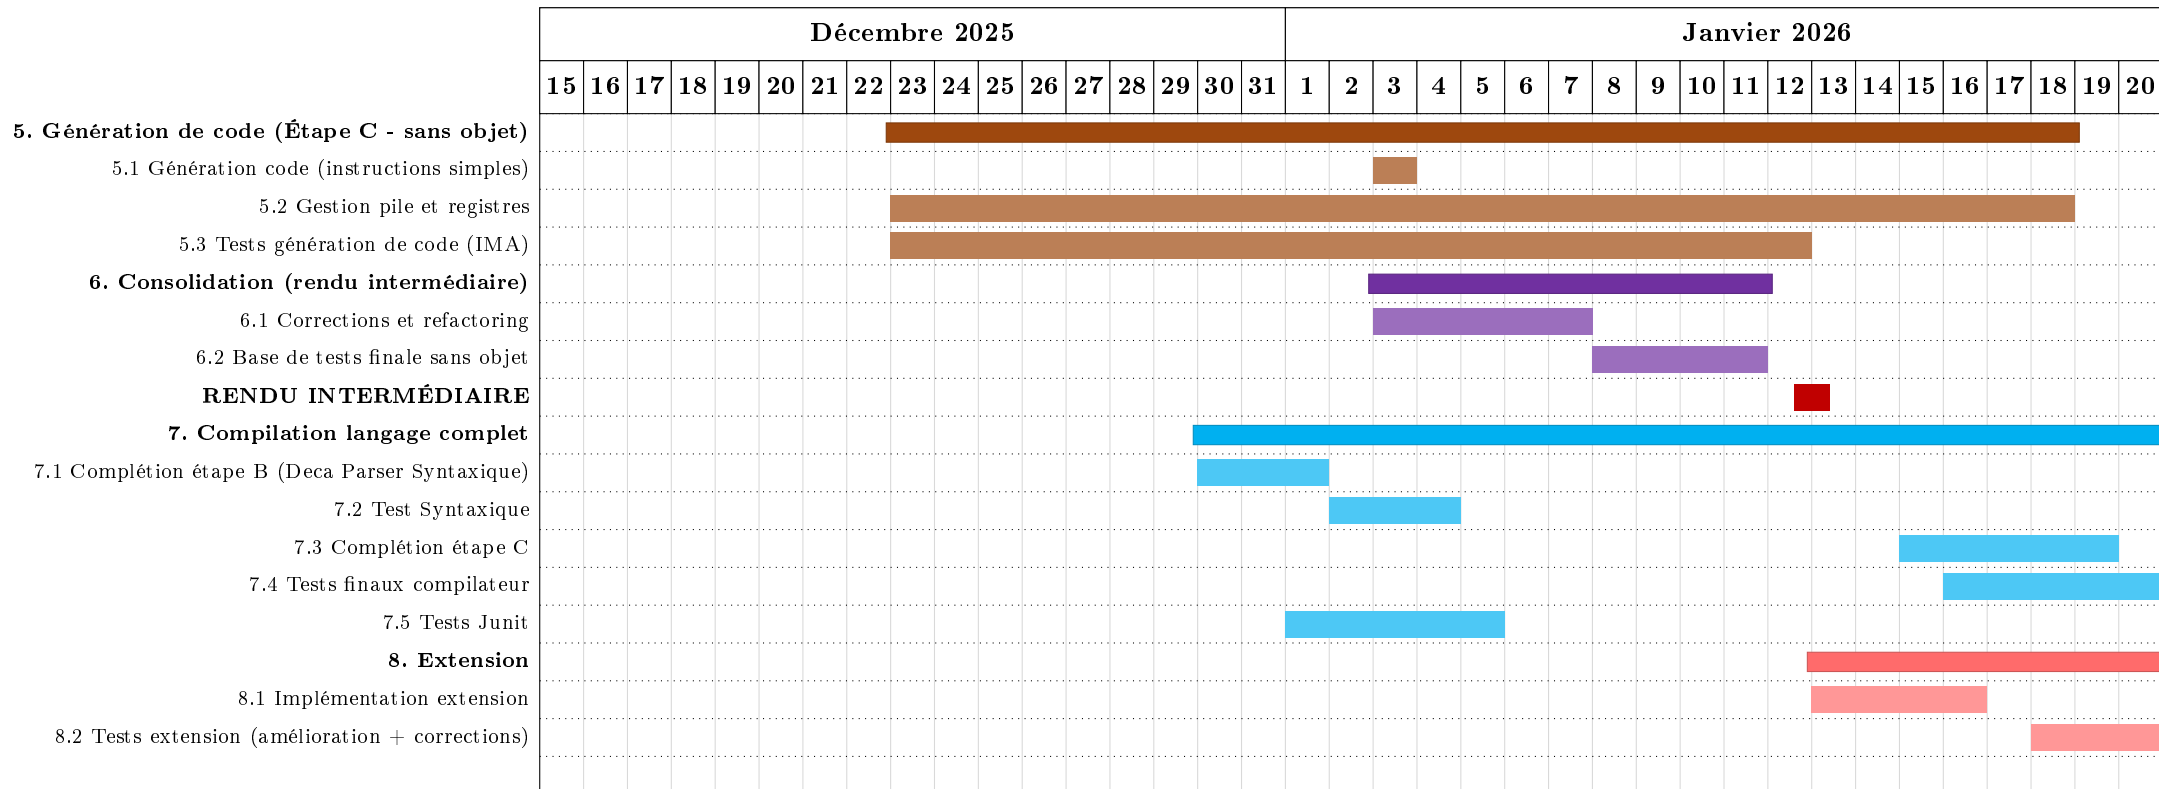 Décembre 2025 Janvier 2026
15 16 17 18 19 20 21 22 23 24 25 26 27 28 29 30 31 1 2 3 4 5 6 7 8 9 10 11 12 13 14 15 16 17 18 19 20
5. Génération de code (Étape C - sans objet)
5.1 Génération code (instructions simples)
5.2 Gestion pile et registres
5.3 Tests génération de code (IMA)
6. Consolidation (rendu intermédiaire)
6.1 Corrections et refactoring
6.2 Base de tests finale sans objet
RENDU INTERMÉDIAIRE
7. Compilation langage complet
7.1 Complétion étape B (Deca Parser Syntaxique)
7.2 Test Syntaxique
7.3 Complétion étape C
7.4 Tests finaux compilateur
7.5 Tests Junit
8. Extension
8.1 Implémentation extension
8.2 Tests extension (amélioration + corrections)